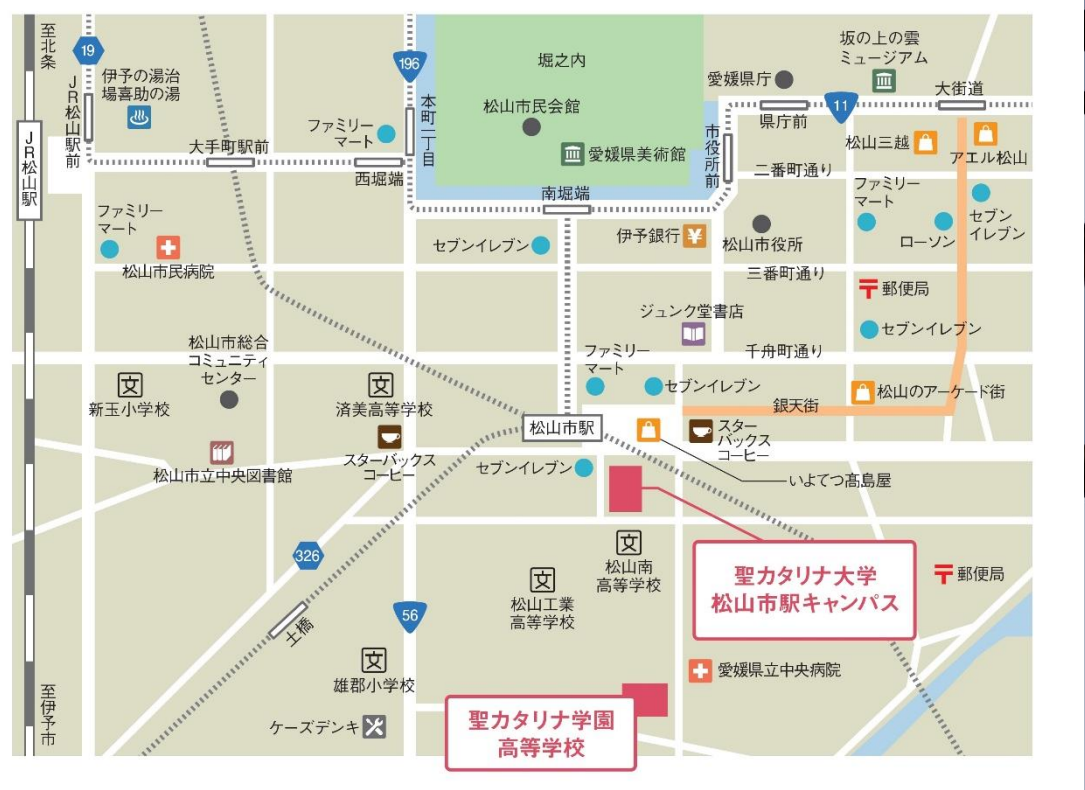 至北条
19
JR松山駅前
伊予の湯治
場喜助の湯
JR松山駅
大手町駅前
ファミリー
マート
西堀端
196
本町一丁目
堀之内
松山市民会館
愛媛県美術館
南堀端
市役所前
愛媛県庁
坂の上の雲
ミュージアム
県庁前
11
大街道
松山三越
アエル松山
二番町通り
ファミリー
マート
ローソン
セブン
イレブン
ファミリー
マート
松山市民病院
セブンイレブン
伊予銀行
松山市役所
三番町通り
郵便局
ジュンク堂書店
セブンイレブン
松山市総合
コミュニティ
センター
ファミリー
マート
千舟町通り
新玉小学校
済美高等学校
セブンイレブン
松山のアーケード街
銀天街
松山市駅
スター
バックス
コーヒー
松山市立中央図書館
スターバックス
コーヒー
セブンイレブン
いよてつ髙島屋
326
松山南
高等学校
聖カタリナ大学
松山市駅キャンパス
郵便局
松山工業
高等学校
土橋
56
雄郡小学校
愛媛県立中央病院
至伊予市
ケーズデンキ
聖カタリナ学園
高等学校